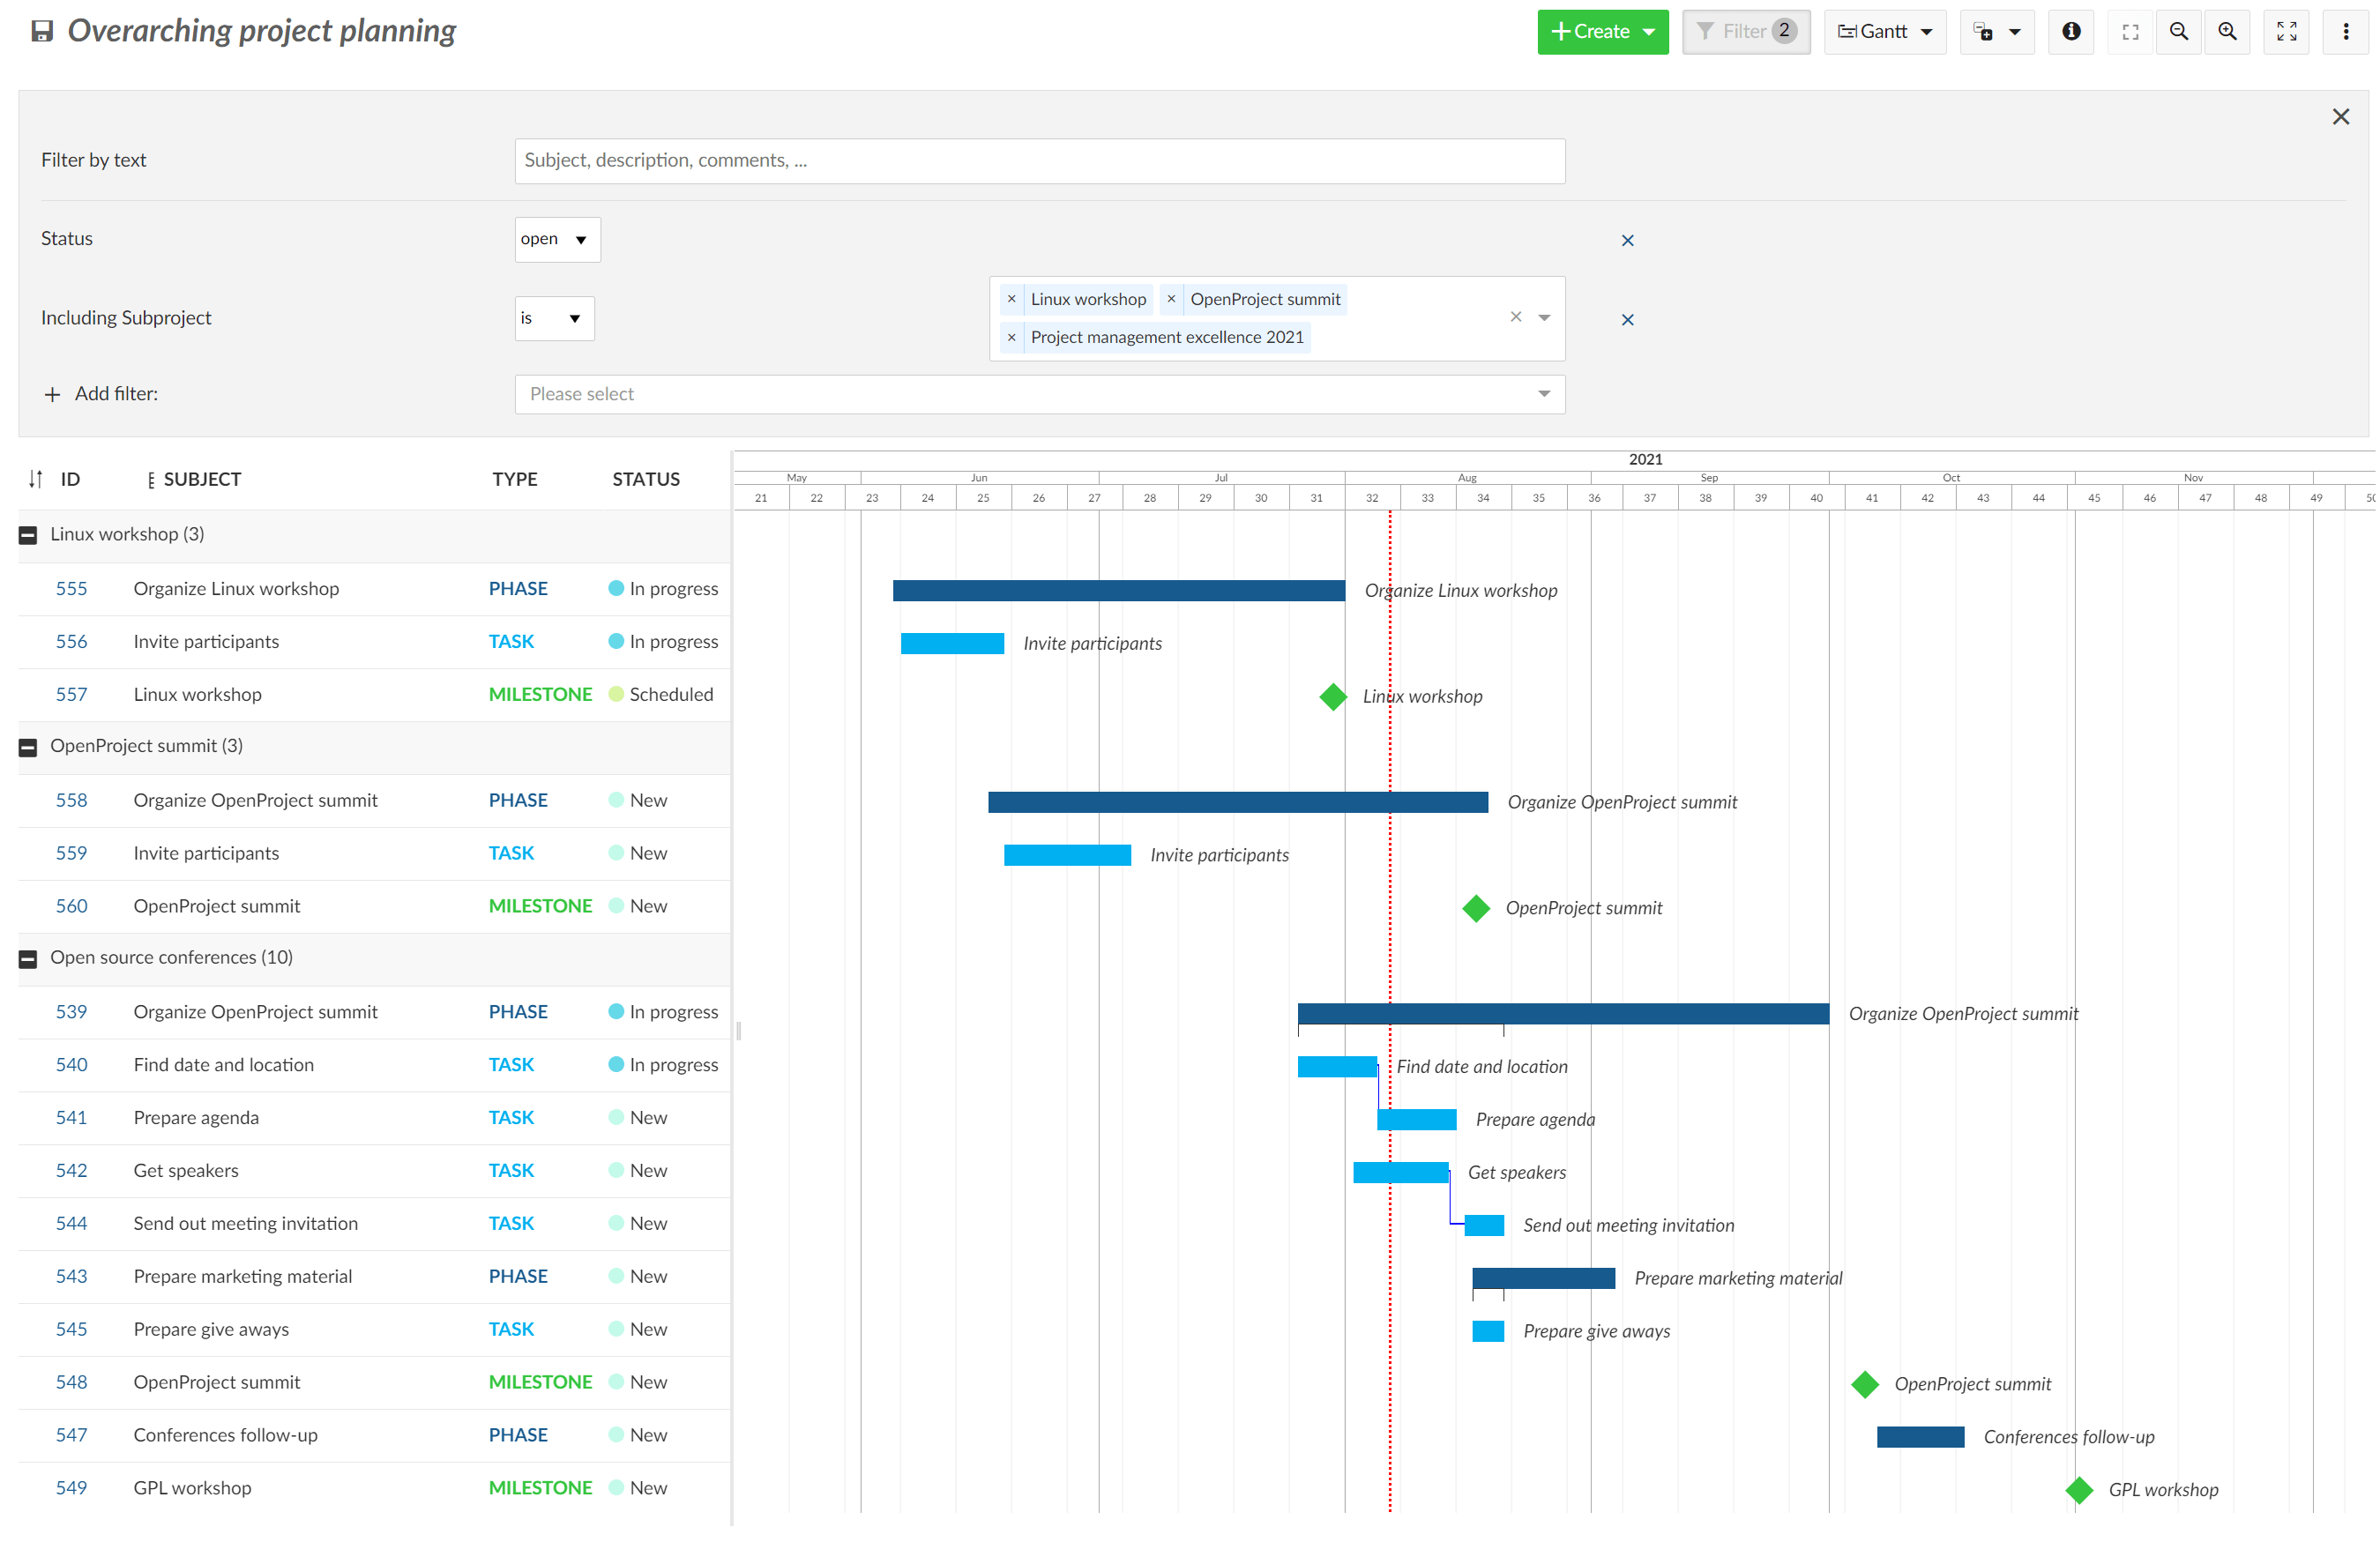 Overarching project planning
Create
Filter 2
Gantt
Filter by text
Subject, description, comments, ...
Status
open
Including Subproject
is
× Linux workshop × OpenProject summit
× Project management excellence 2021
+ Add filter:
Please select
ID SUBJECT TYPE STATUS
2021
May Jun Jul Aug Sep Oct Nov
21 22 23 24 25 26 27 28 29 30 31 32 33 34 35 36 37 38 39 40 41 42 43 44 45 46 47 48 49 50
Linux workshop (3)
555 Organize Linux workshop PHASE In progress Organize Linux workshop
556 Invite participants TASK In progress Invite participants
557 Linux workshop MILESTONE Scheduled Linux workshop
OpenProject summit (3)
558 Organize OpenProject summit PHASE New Organize OpenProject summit
559 Invite participants TASK New Invite participants
560 OpenProject summit MILESTONE New OpenProject summit
Open source conferences (10)
539 Organize OpenProject summit PHASE In progress Organize OpenProject summit
540 Find date and location TASK In progress Find date and location
541 Prepare agenda TASK New Prepare agenda
542 Get speakers TASK New Get speakers
544 Send out meeting invitation TASK New Send out meeting invitation
543 Prepare marketing material PHASE New Prepare marketing material
545 Prepare give aways TASK New Prepare give aways
548 OpenProject summit MILESTONE New OpenProject summit
547 Conferences follow-up PHASE New Conferences follow-up
549 GPL workshop MILESTONE New GPL workshop